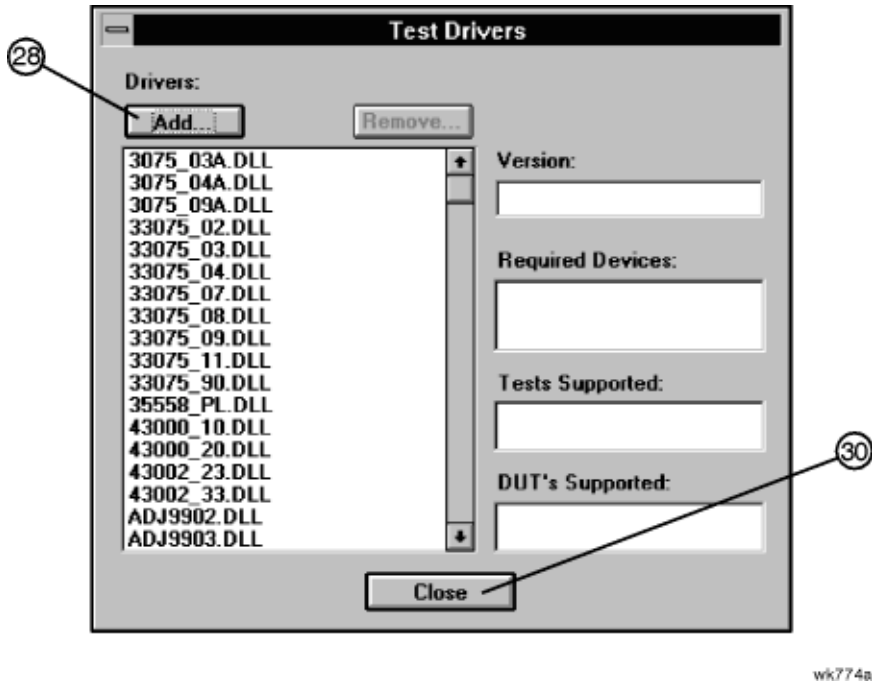 Test Drivers
28
Drivers:
Add...
Remove...
3075_03A.DLL
3075_04A.DLL
3075_09A.DLL
33075_02.DLL
33075_03.DLL
33075_04.DLL
33075_07.DLL
33075_08.DLL
33075_09.DLL
33075_11.DLL
33075_90.DLL
35558_PL.DLL
43000_10.DLL
43000_20.DLL
43002_23.DLL
43002_33.DLL
ADJ9902.DLL
ADJ9903.DLL
Version:
Required Devices:
Tests Supported:
DUT's Supported:
30
Close
wk774a